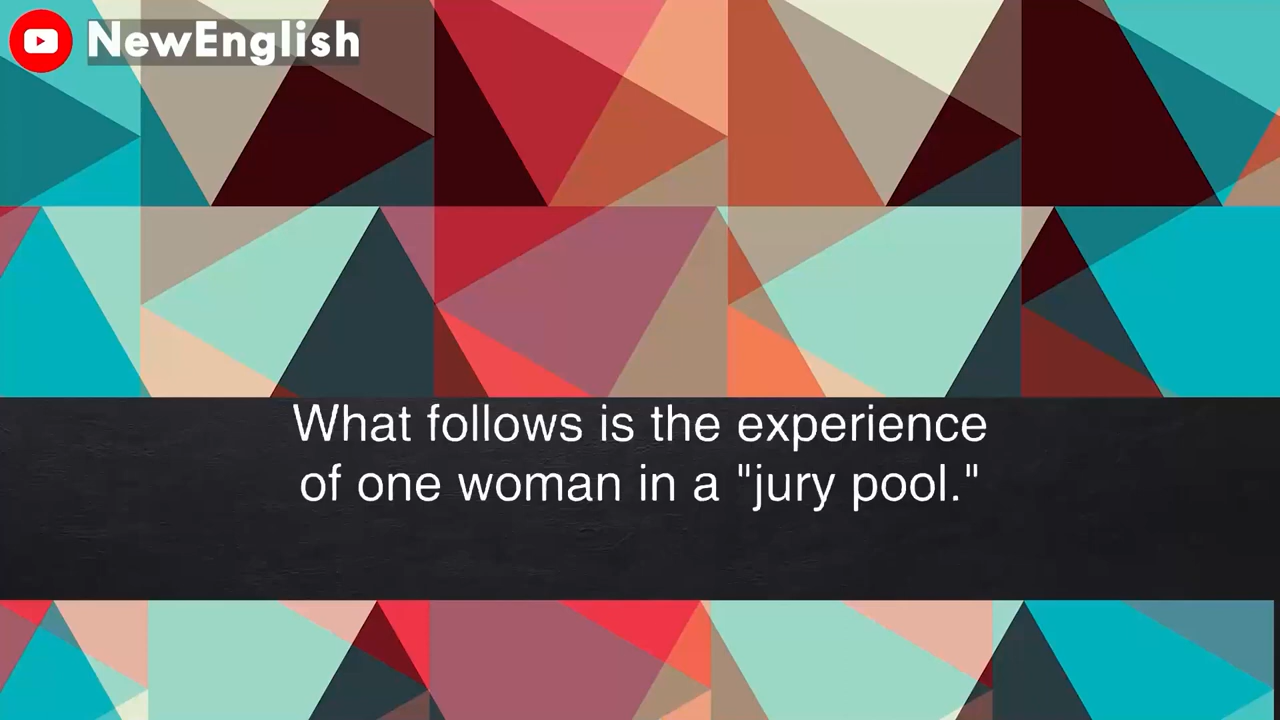 NewEnglish
What follows is the experience
of one woman in a "jury pool."